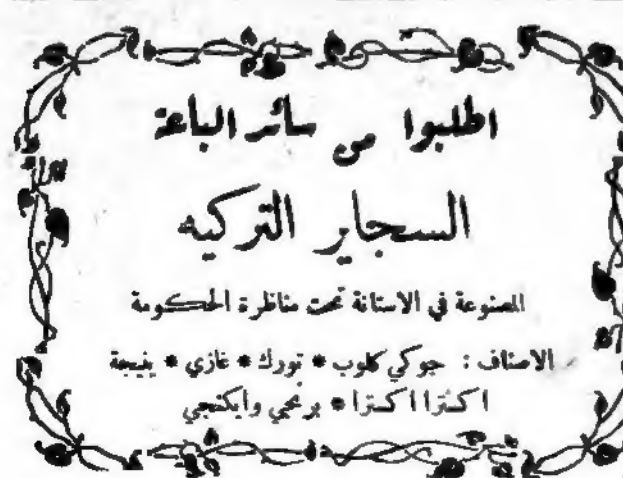 اطلبوا من سائر الباعة
السجاير التركيه
المصنوعة في الاستانة تحت مناظرة الحكومة
الاصناف : جوكي كلوب * تورك * غازي * ينيجة
اكسترا اكسترا * برنجي وايكنجي